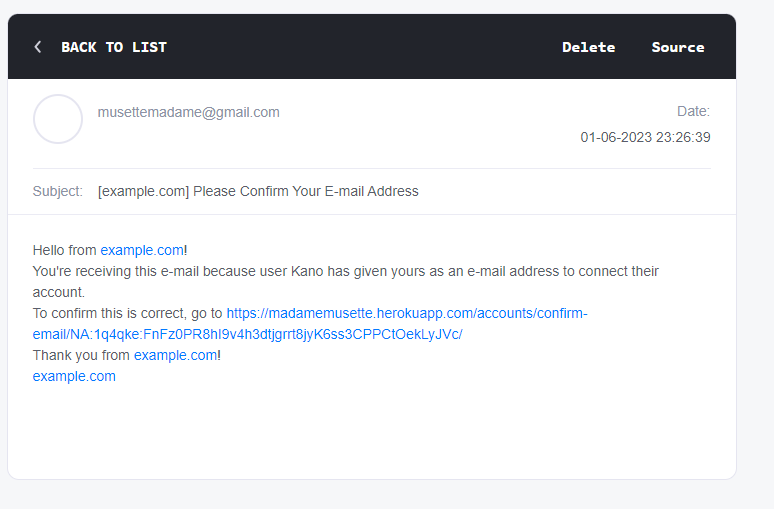 BACK TO LIST
Delete
Source
musettemadame@gmail.com
Date:
01-06-2023 23:26:39
Subject: [example.com] Please Confirm Your E-mail Address
Hello from example.com!
You're receiving this e-mail because user Kano has given yours as an e-mail address to connect their
account.
To confirm this is correct, go to https://madamemusette.herokuapp.com/accounts/confirm-
email/NA:1q4qke:FnFz0PR8hI9v4h3dtjgrrt8jyK6ss3CPPCtOekLyJVc/
Thank you from example.com!
example.com